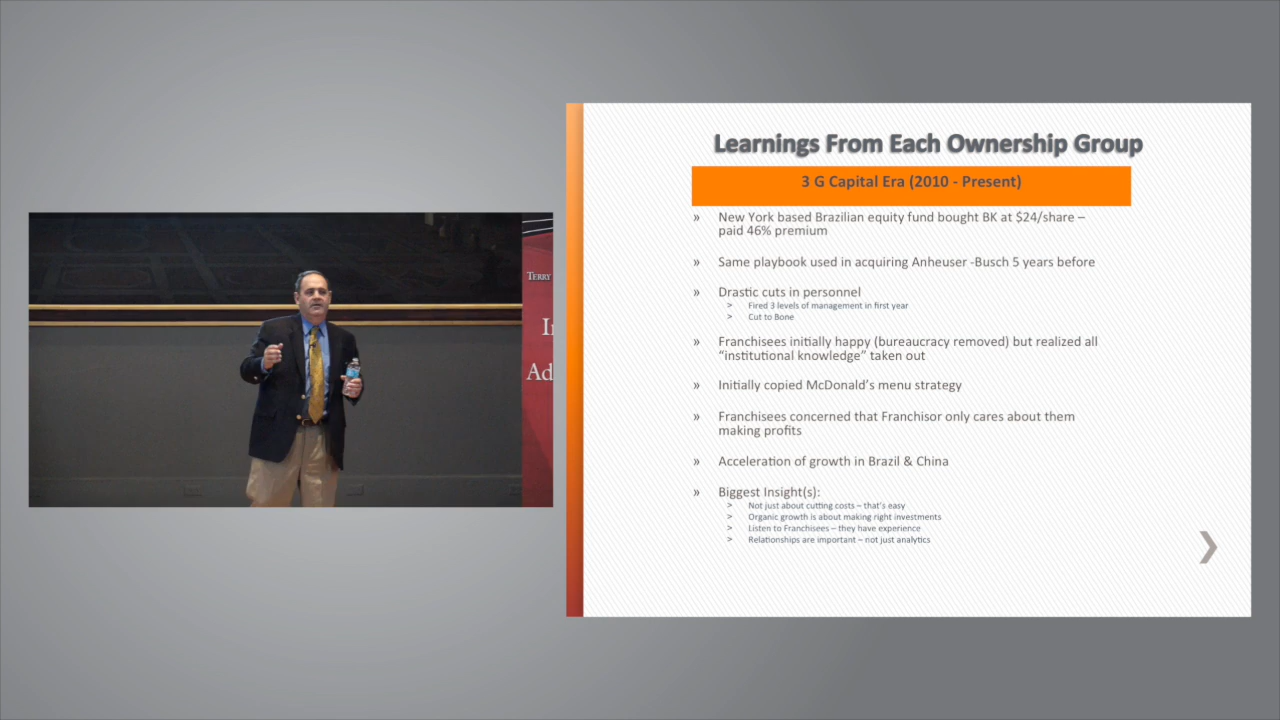 Terry
I
Ad
Learnings From Each Ownership Group
3 G Capital Era (2010 - Present)
» New York based Brazilian equity fund bought BK at $24/share –
paid 46% premium
» Same playbook used in acquiring Anheuser -Busch 5 years before
» Drastic cuts in personnel
> Fired 3 levels of management in first year
> Cut to Bone
» Franchisees initially happy (bureaucracy removed) but realized all
“institutional knowledge” taken out
» Initially copied McDonald’s menu strategy
» Franchisees concerned that Franchisor only cares about them
making profits
» Acceleration of growth in Brazil & China
» Biggest Insight(s):
> Not just about cutting costs – that’s easy
> Organic growth is about making right investments
> Listen to Franchisees – they have experience
> Relationships are important – not just analytics